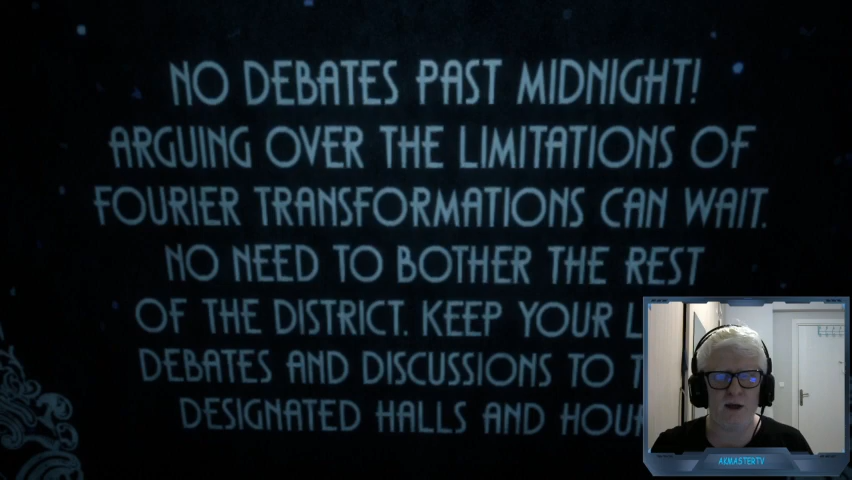 NO DEBATES PAST MIDNIGHT!
ARGUING OVER THE LIMITATIONS OF
FOURIER TRANSFORMATIONS CAN WAIT.
NO NEED TO BOTHER THE REST
OF THE DISTRICT. KEEP YOUR
DEBATES AND DISCUSSIONS TO
DESIGNATED HALLS AND
AKMASTERTV